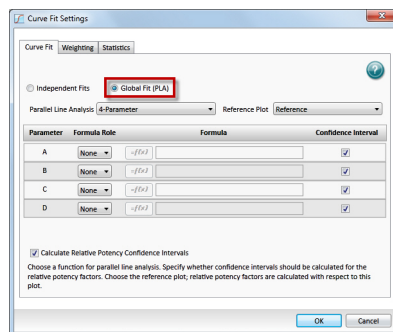 Curve Fit Settings
Curve Fit Weighting Statistics
Independent Fits Global Fit (PLA)
Parallel Line Analysis 4-Parameter Reference Plot Reference
Parameter Formula Role Formula Confidence Interval
A None =f(x)
B None =f(x)
C None =f(x)
D None =f(x)
Calculate Relative Potency Confidence Intervals
Choose a function for parallel line analysis. Specify whether confidence intervals should be calculated for the
relative potency factors. Choose the reference plot; relative potency factors are calculated with respect to this
plot.
OK Cancel